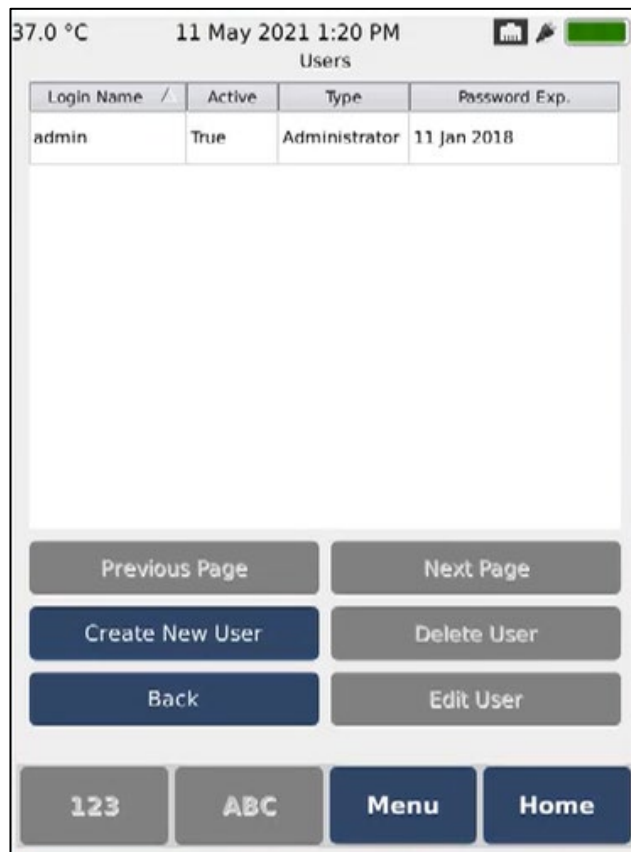 37.0 °C 11 May 2021 1:20 PM
Users
Login Name Active Type Password Exp.
admin True Administrator 11 Jan 2018
Previous Page Next Page
Create New User Delete User
Back Edit User
123 ABC Menu Home